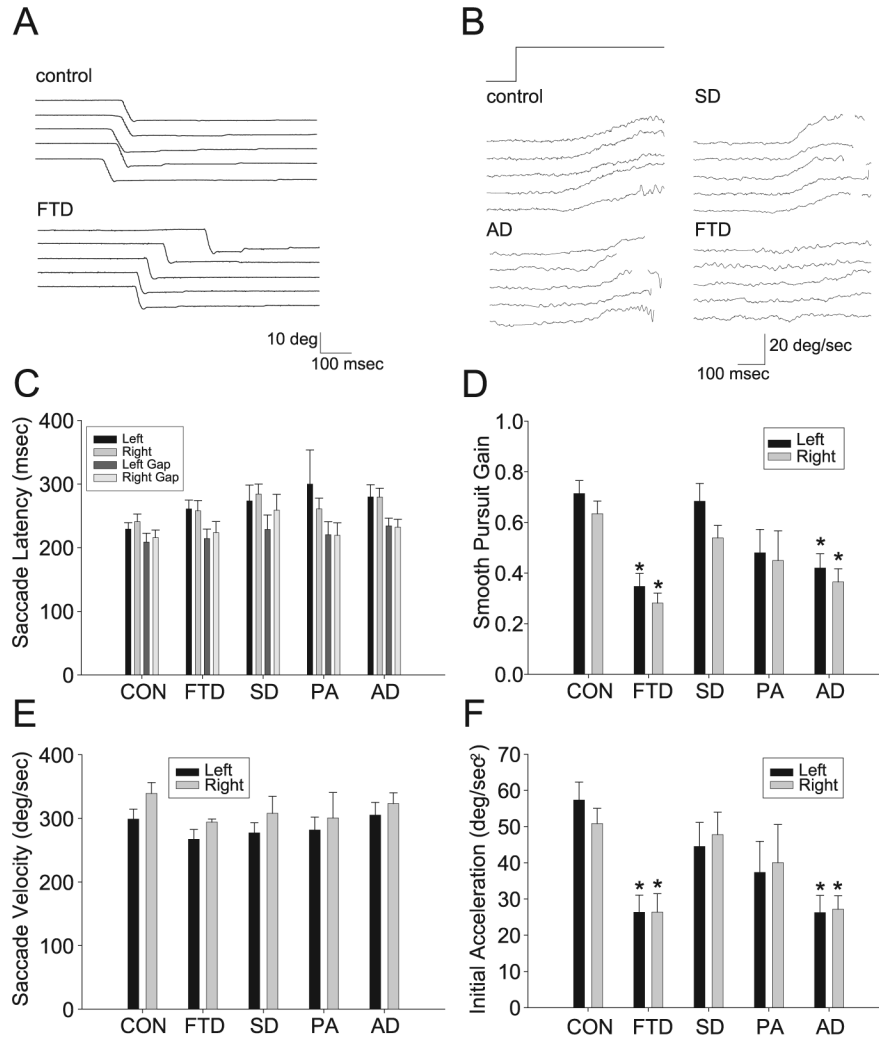 A
control
FTD
10 deg
100 msec
B
control
SD
AD
FTD
20 deg/sec
100 msec
C
Saccade Latency (msec)
400
300
200
100
0
Left
Right
Left Gap
Right Gap
CON FTD SD PA AD
D
Smooth Pursuit Gain
1.0
0.8
0.6
0.4
0.2
0.0
Left
Right
* * * *
CON FTD SD PA AD
E
Saccade Velocity (deg/sec)
400
300
200
100
0
Left
Right
CON FTD SD PA AD
F
Initial Acceleration (deg/sec²)
70
60
50
40
30
20
10
0
Left
Right
* * * *
CON FTD SD PA AD